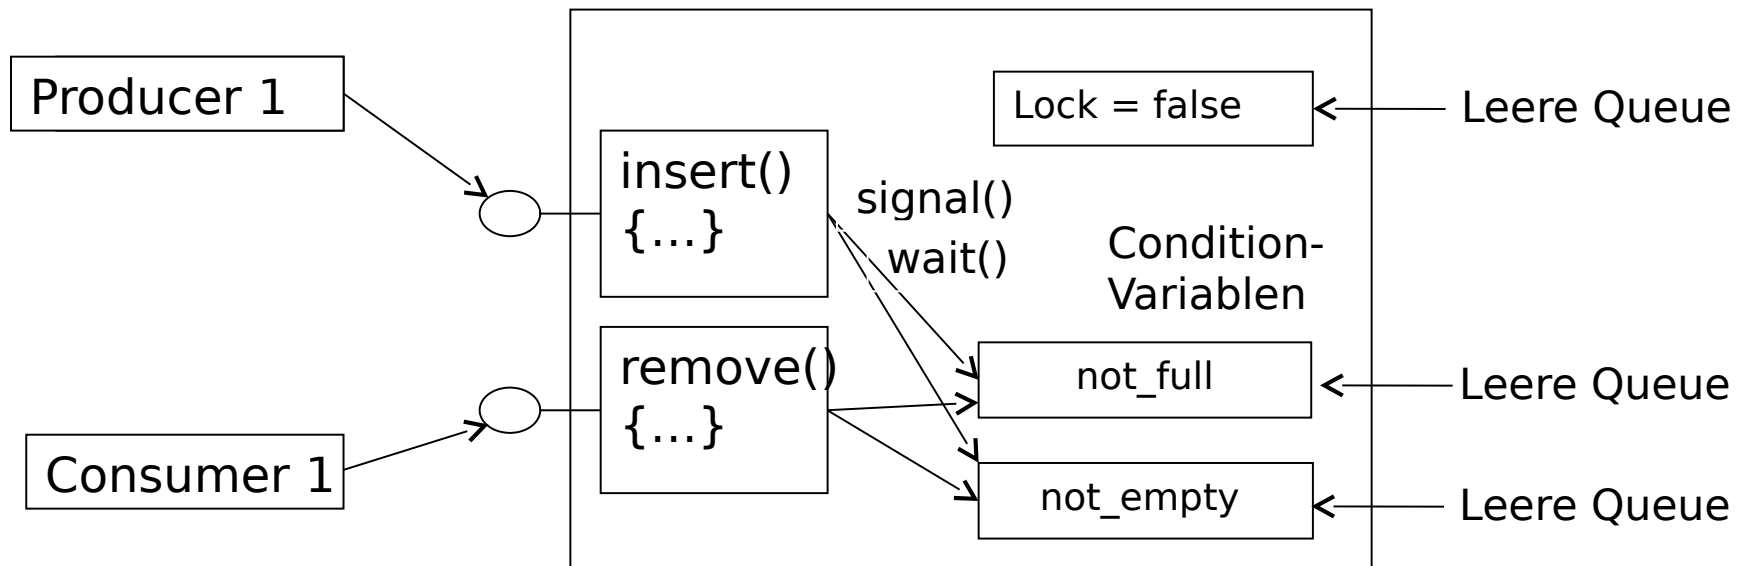 Producer 1
Lock = false
Leere Queue
insert()
{...}
signal()
wait()
Condition-
Variablen
remove()
{...}
not_full
Leere Queue
Consumer 1
not_empty
Leere Queue